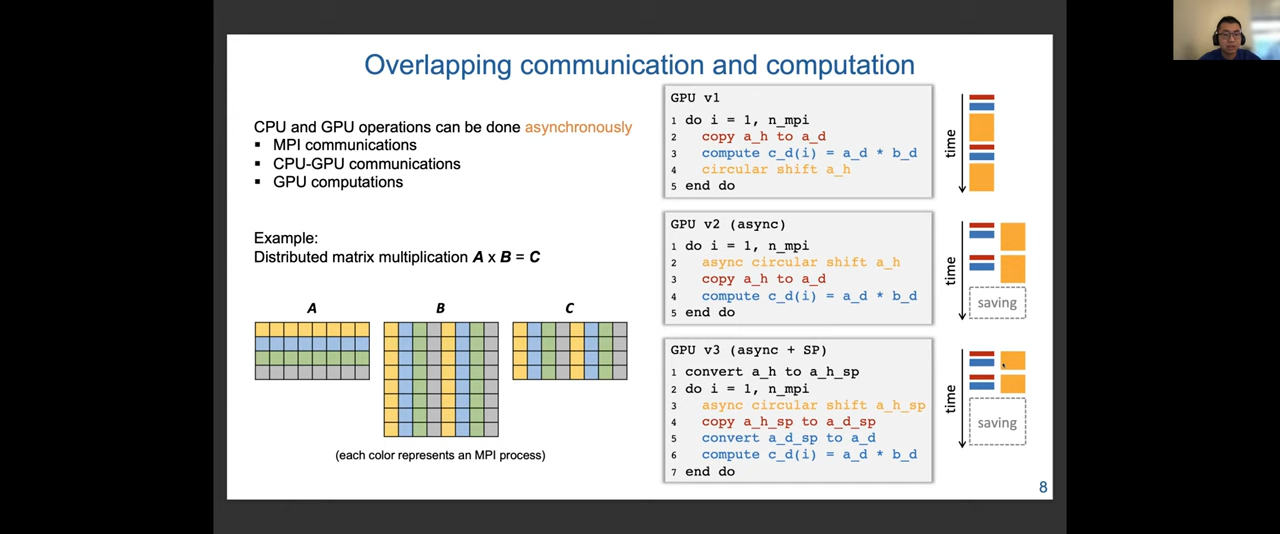 Overlapping communication and computation
CPU and GPU operations can be done asynchronously
▪ MPI communications
▪ CPU-GPU communications
▪ GPU computations
Example:
Distributed matrix multiplication A x B = C
A
B
C
(each color represents an MPI process)
GPU v1
1 do i = 1, n_mpi
2 copy a_h to a_d
3 compute c_d(i) = a_d * b_d
4 circular shift a_h
5 end do
time
GPU v2 (async)
1 do i = 1, n_mpi
2 async circular shift a_h
3 copy a_h to a_d
4 compute c_d(i) = a_d * b_d
5 end do
time
saving
GPU v3 (async + SP)
1 convert a_h to a_h_sp
2 do i = 1, n_mpi
3 async circular shift a_h_sp
4 copy a_h_sp to a_d_sp
5 convert a_d_sp to a_d
6 compute c_d(i) = a_d * b_d
7 end do
time
saving
8